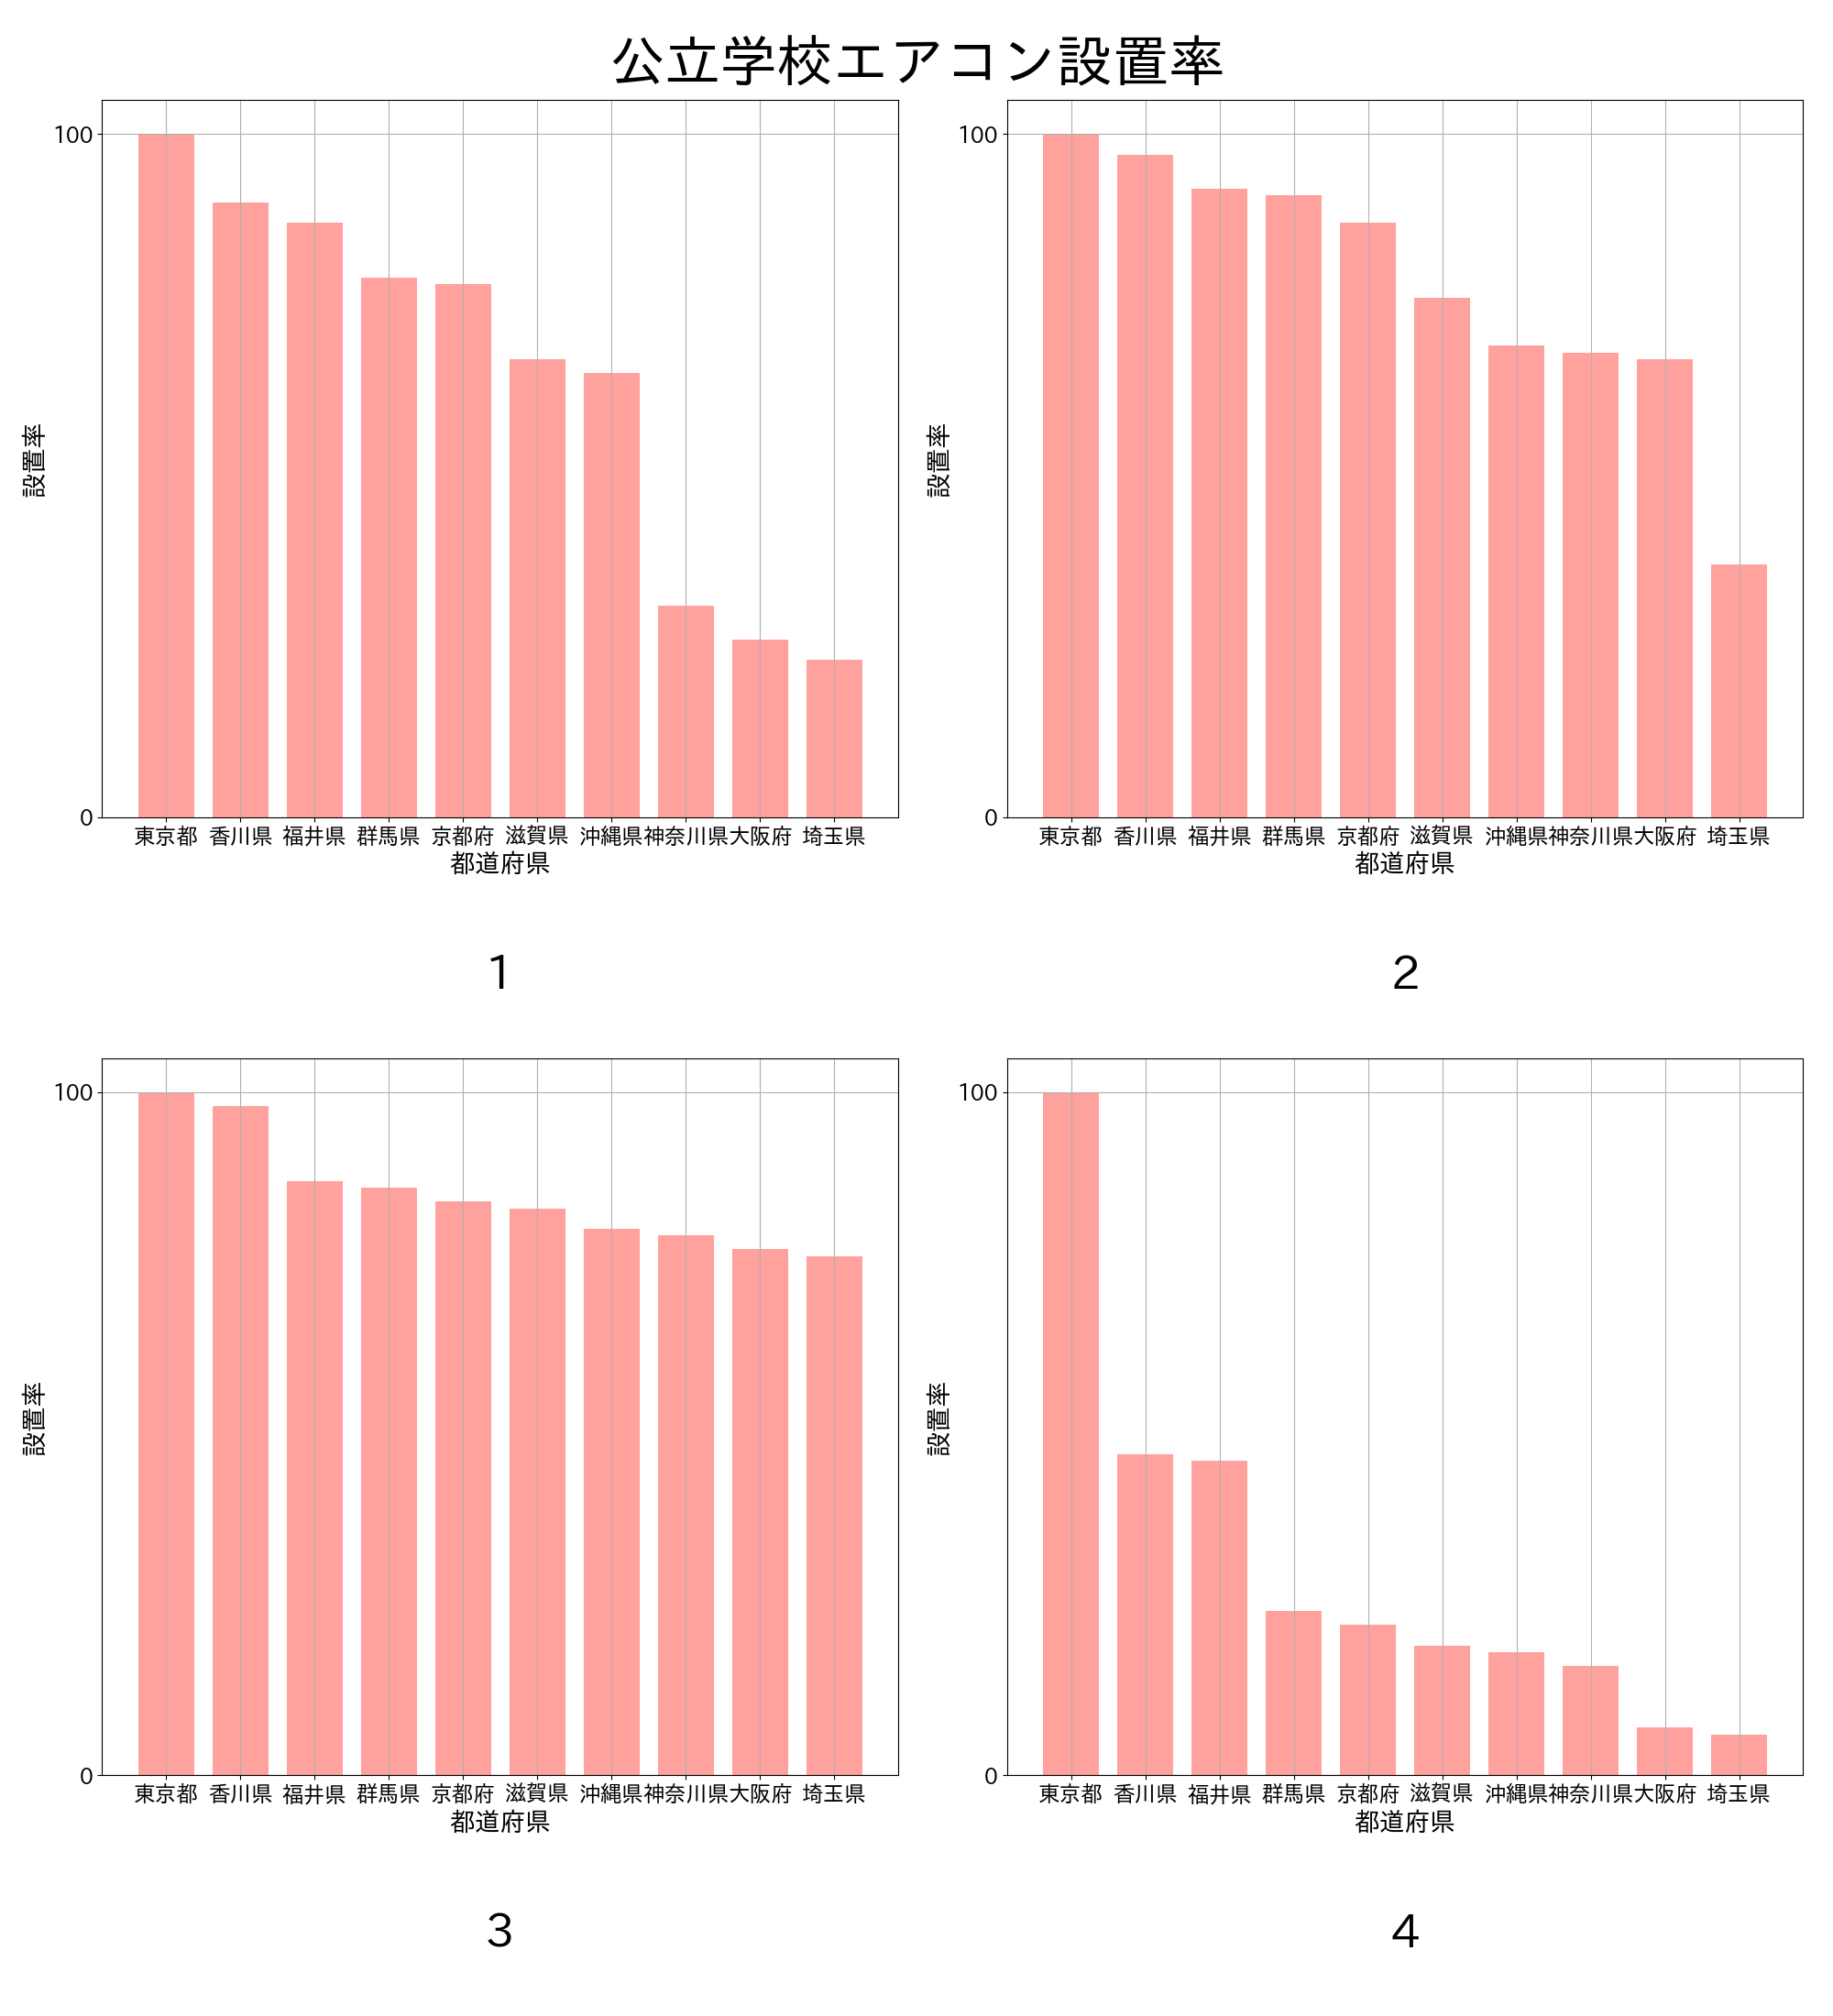 公立学校エアコン設置率
100
0
設置率
東京都 香川県 福井県 群馬県 京都府 滋賀県 沖縄県 神奈川県 大阪府 埼玉県
都道府県
1
100
0
設置率
東京都 香川県 福井県 群馬県 京都府 滋賀県 沖縄県 神奈川県 大阪府 埼玉県
都道府県
2
100
0
設置率
東京都 香川県 福井県 群馬県 京都府 滋賀県 沖縄県 神奈川県 大阪府 埼玉県
都道府県
3
100
0
設置率
東京都 香川県 福井県 群馬県 京都府 滋賀県 沖縄県 神奈川県 大阪府 埼玉県
都道府県
4